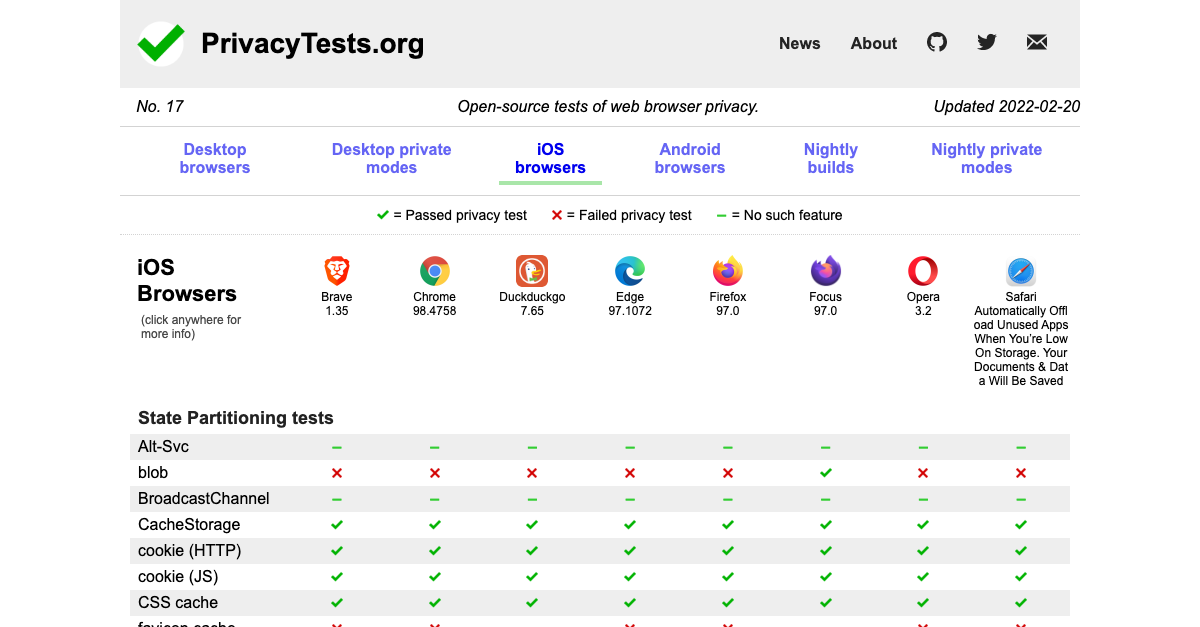 PrivacyTests.org
News About
No. 17 Open-source tests of web browser privacy. Updated 2022-02-20
Desktop browsers
Desktop private modes
iOS browsers
Android browsers
Nightly builds
Nightly private modes
= Passed privacy test = Failed privacy test = No such feature
iOS
Browsers
(click anywhere for
more info)
Brave
1.35
Chrome
98.4758
Duckduckgo
7.65
Edge
97.1072
Firefox
97.0
Focus
97.0
Opera
3.2
Safari
Automatically Offl
oad Unused Apps
When You’re Low
On Storage. Your
Documents & Dat
a Will Be Saved
State Partitioning tests
Alt-Svc
blob
BroadcastChannel
CacheStorage
cookie (HTTP)
cookie (JS)
CSS cache
favicon cache